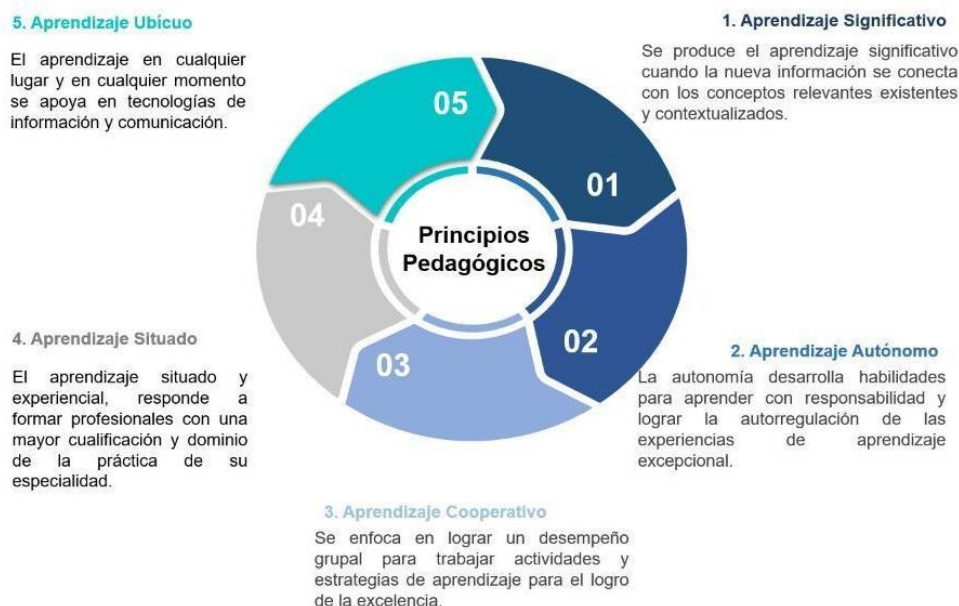 1. Aprendizaje Significativo
Se produce el aprendizaje significativo
cuando la nueva información se conecta
con los conceptos relevantes existentes
y contextualizados.
2. Aprendizaje Autónomo
La autonomía desarrolla habilidades
para aprender con responsabilidad y
lograr la autorregulación de las
experiencias de aprendizaje
excepcional.
3. Aprendizaje Cooperativo
Se enfoca en lograr un desempeño
grupal para trabajar actividades y
estrategias de aprendizaje para el logro
de la excelencia.
4. Aprendizaje Situado
El aprendizaje situado y
experiencial, responde a
formar profesionales con una
mayor cualificación y dominio
de la práctica de su
especialidad.
5. Aprendizaje Ubícuo
El aprendizaje en cualquier
lugar y en cualquier momento
se apoya en tecnologías de
información y comunicación.
Principios
Pedagógicos
01
02
03
04
05